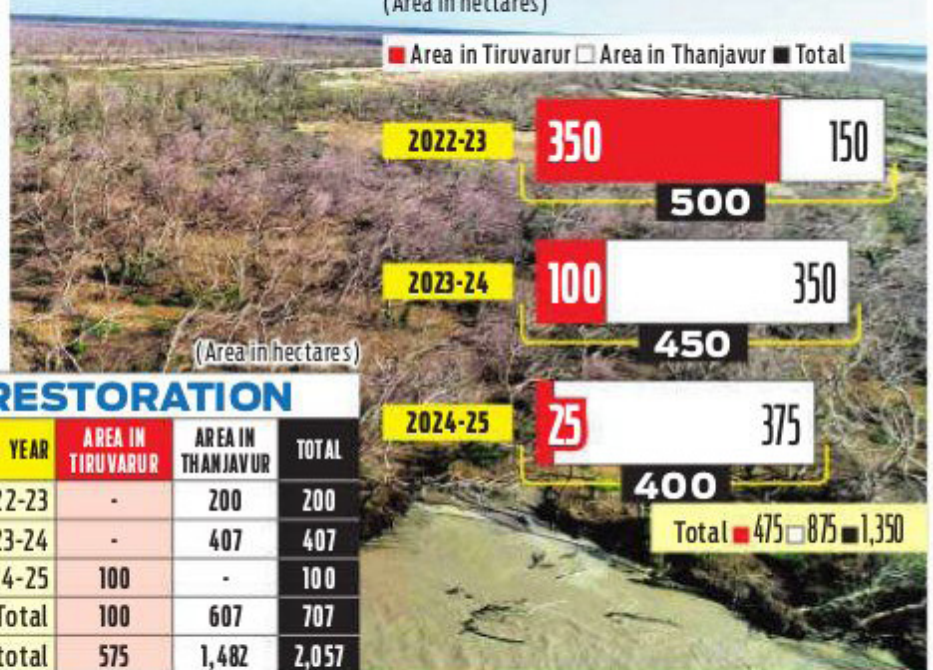 (Area in hectares)
Area in Tiruvarur Area in Thanjavur Total
2022-23 350 150
500
2023-24 100 350
450
2024-25 25 375
400
Total 475 875 1,350
(Area in hectares)
RESTORATION
YEAR AREA IN TIRUVARUR AREA IN THANJAVUR TOTAL
22-23 - 200 200
23-24 - 407 407
4-25 100 - 100
Total 100 607 707
total 575 1,482 2,057